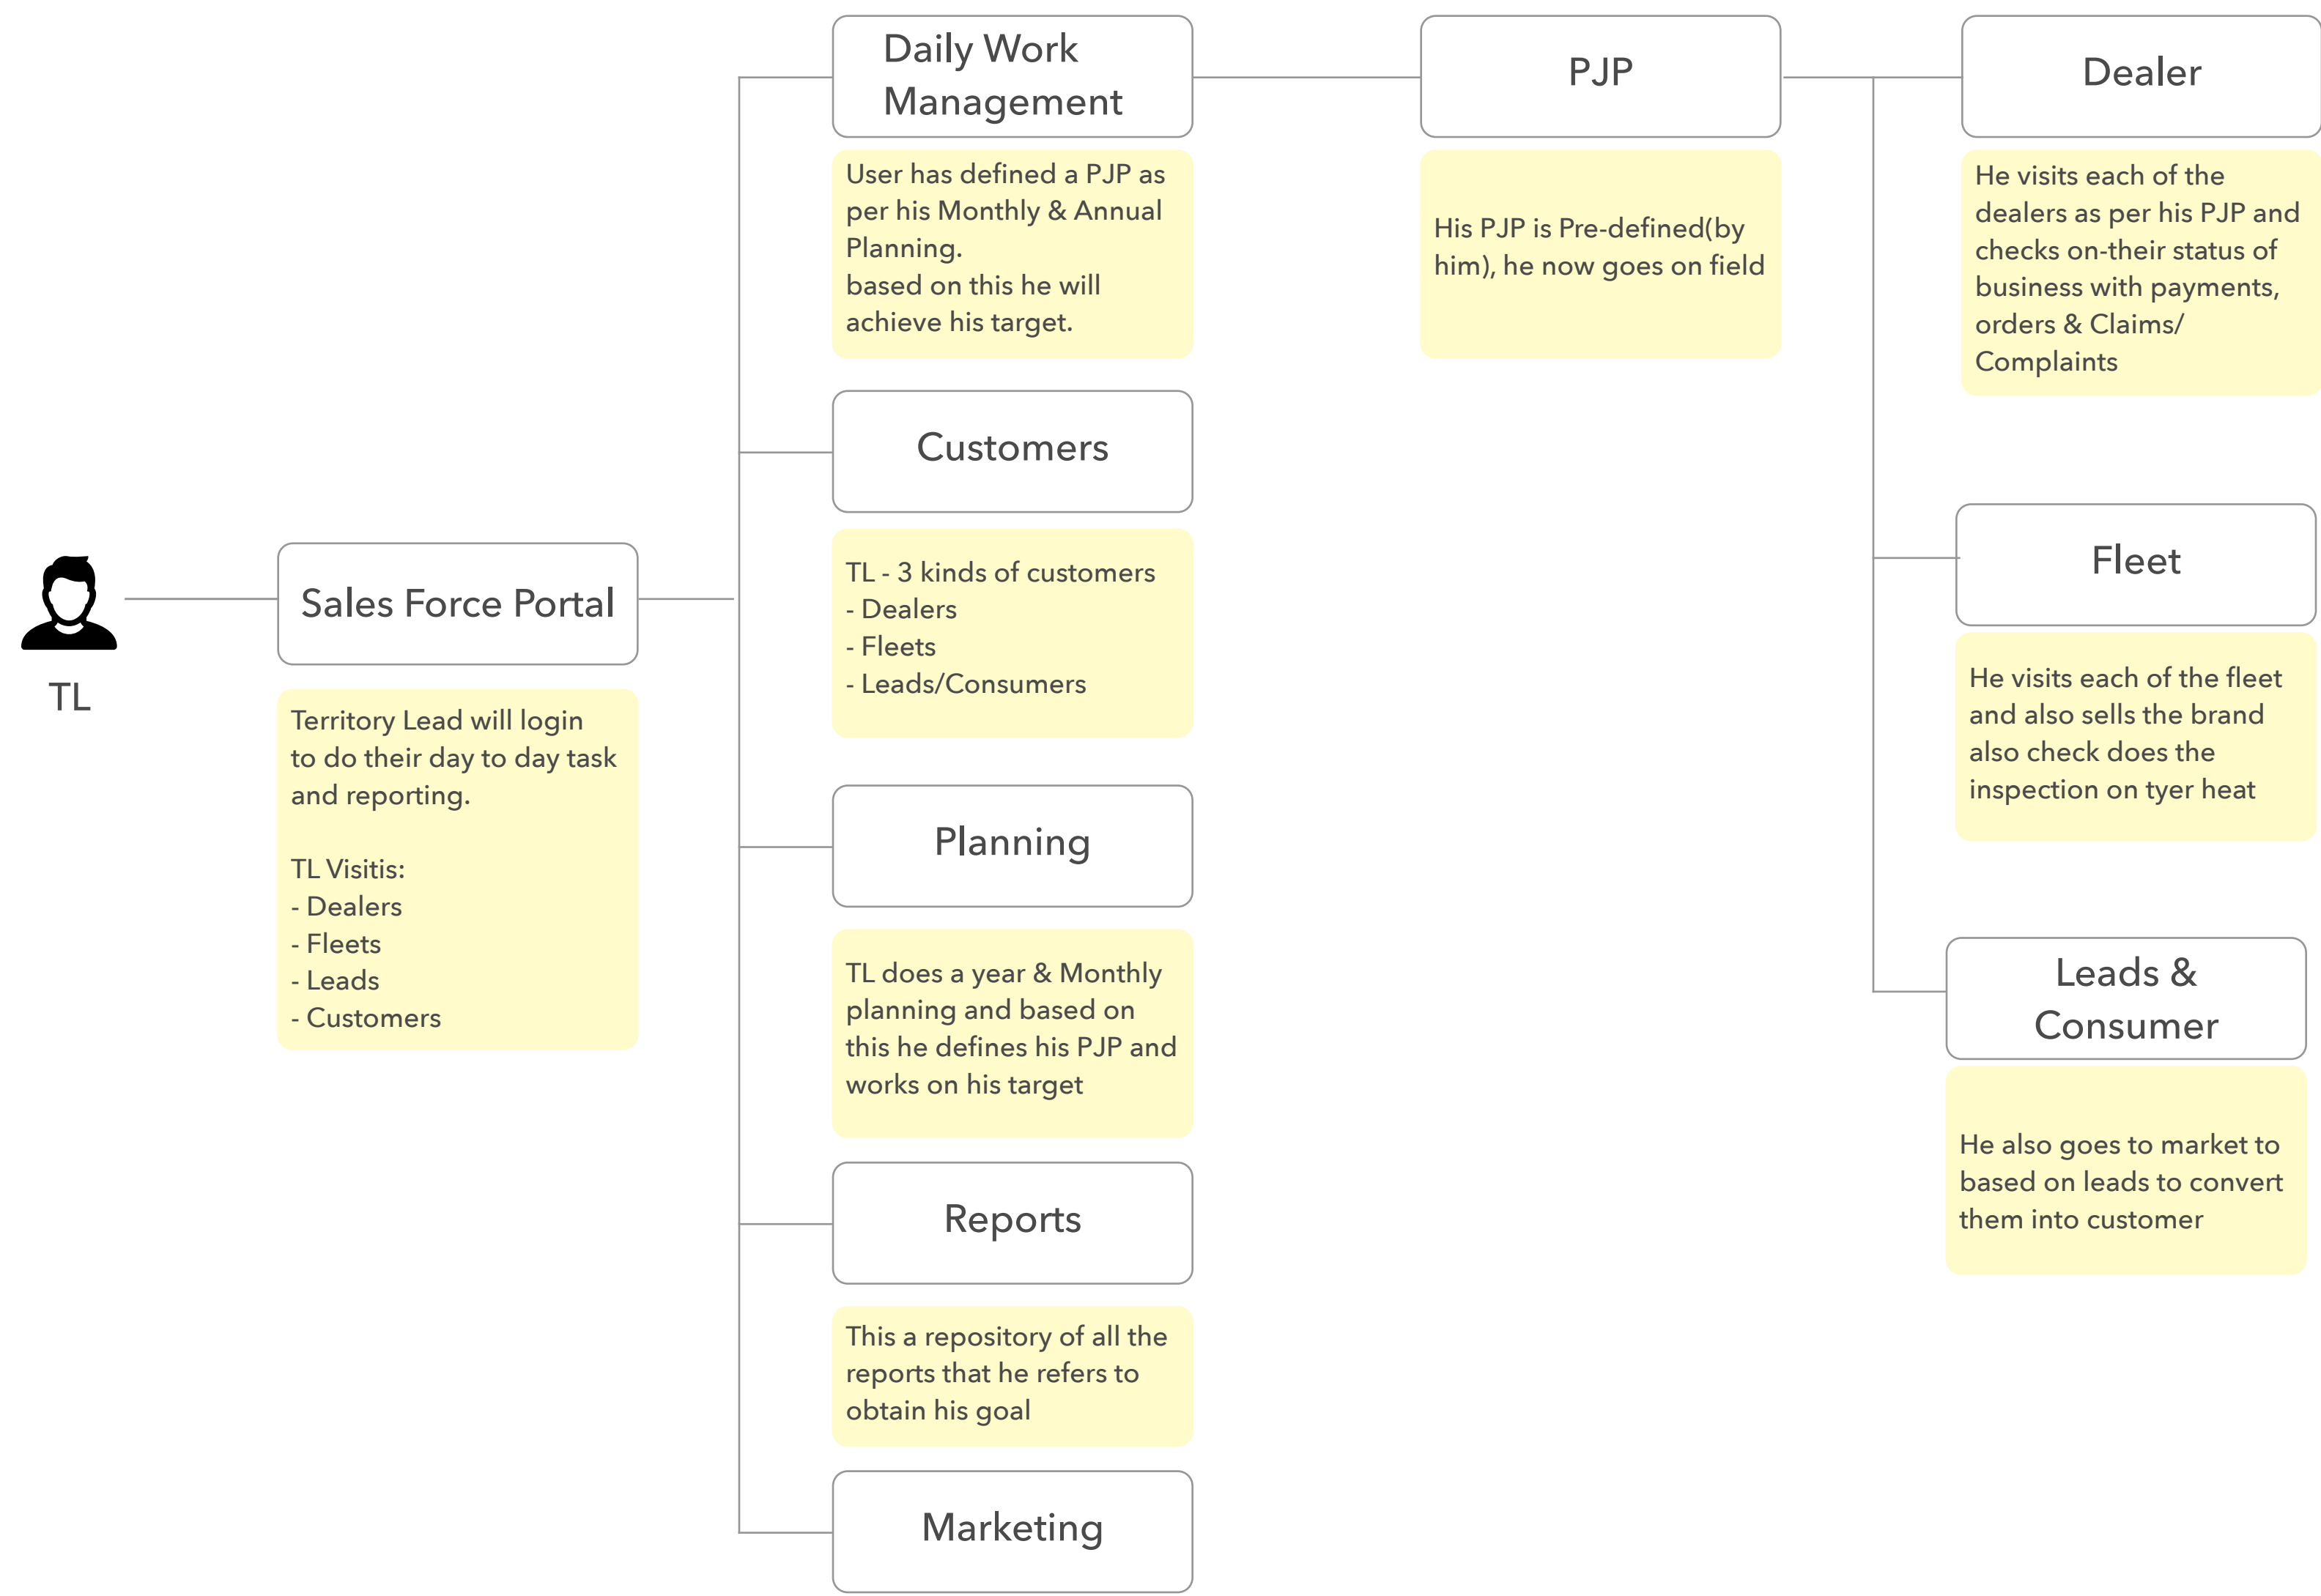 TL
Sales Force Portal
Territory Lead will login
to do their day to day task
and reporting.
TL Visitis:
- Dealers
- Fleets
- Leads
- Customers
Daily Work
Management
User has defined a PJP as
per his Monthly & Annual
Planning.
based on this he will
achieve his target.
Customers
TL - 3 kinds of customers
- Dealers
- Fleets
- Leads/Consumers
Planning
TL does a year & Monthly
planning and based on
this he defines his PJP and
works on his target
Reports
This a repository of all the
reports that he refers to
obtain his goal
Marketing
PJP
His PJP is Pre-defined(by
him), he now goes on field
Dealer
He visits each of the
dealers as per his PJP and
checks on-their status of
business with payments,
orders & Claims/
Complaints
Fleet
He visits each of the fleet
and also sells the brand
also check does the
inspection on tyer heat
Leads &
Consumer
He also goes to market to
based on leads to convert
them into customer